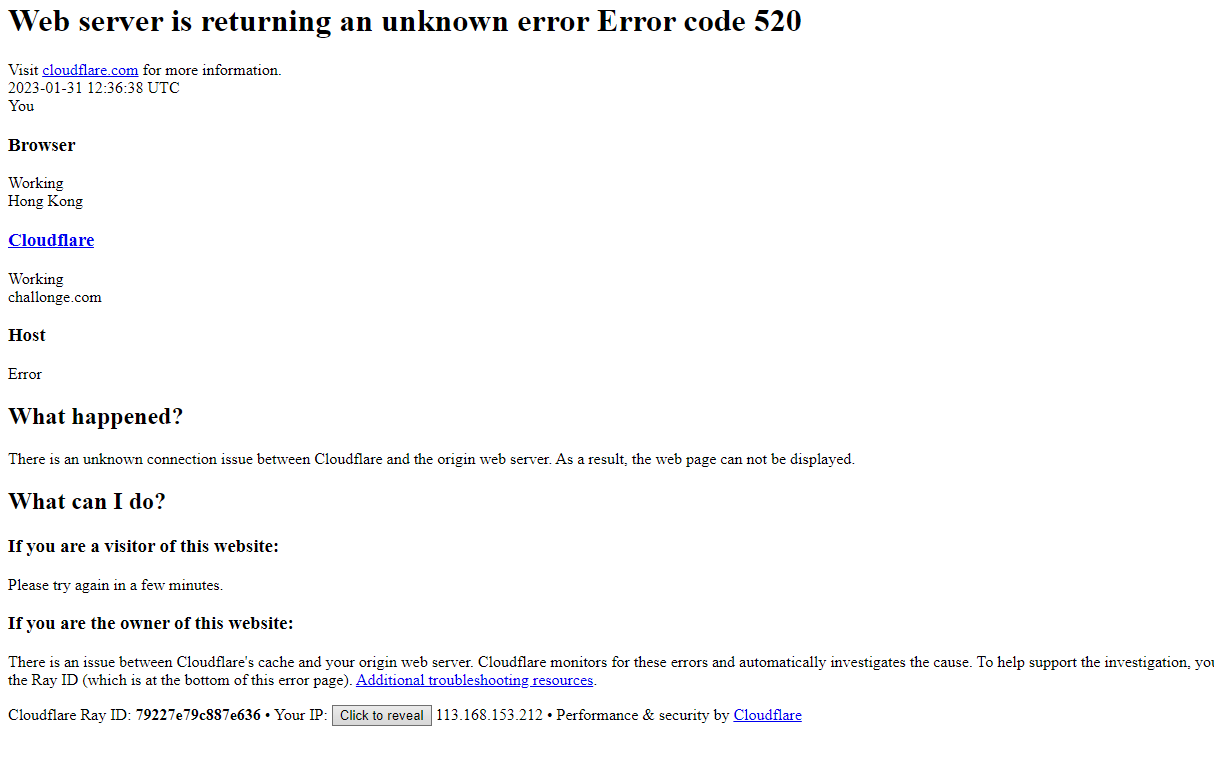 Web server is returning an unknown error Error code 520
Visit cloudflare.com for more information.
2023-01-31 12:36:38 UTC
You
Browser
Working
Hong Kong
Cloudflare
Working
challonge.com
Host
Error
What happened?
There is an unknown connection issue between Cloudflare and the origin web server. As a result, the web page can not be displayed.
What can I do?
If you are a visitor of this website:
Please try again in a few minutes.
If you are the owner of this website:
There is an issue between Cloudflare's cache and your origin web server. Cloudflare monitors for these errors and automatically investigates the cause. To help support the investigation,
the Ray ID (which is at the bottom of this error page). Additional troubleshooting resources.
Cloudflare Ray ID: 79227e79c887e636 • Your IP: Click to reveal 113.168.153.212 • Performance & security by Cloudflare